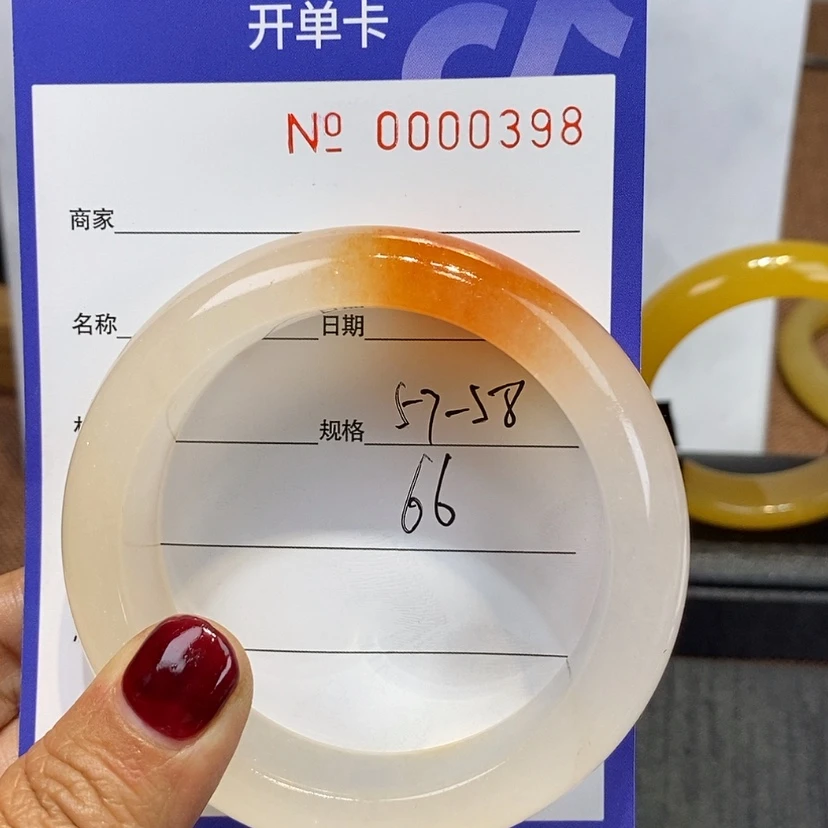 开单卡
№ 0000398
商家
名称 日期
规格 57-58
66